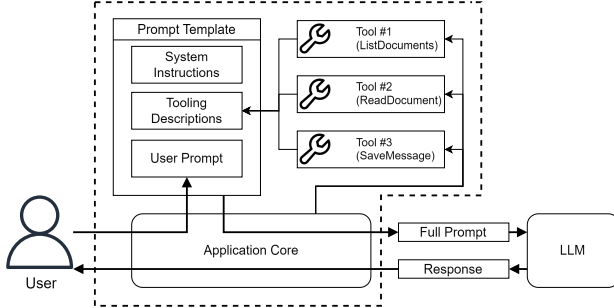 Prompt Template
System
Instructions
Tooling
Descriptions
User Prompt
Tool #1
(ListDocuments)
Tool #2
(ReadDocument)
Tool #3
(SaveMessage)
User
Application Core
Full Prompt
Response
LLM